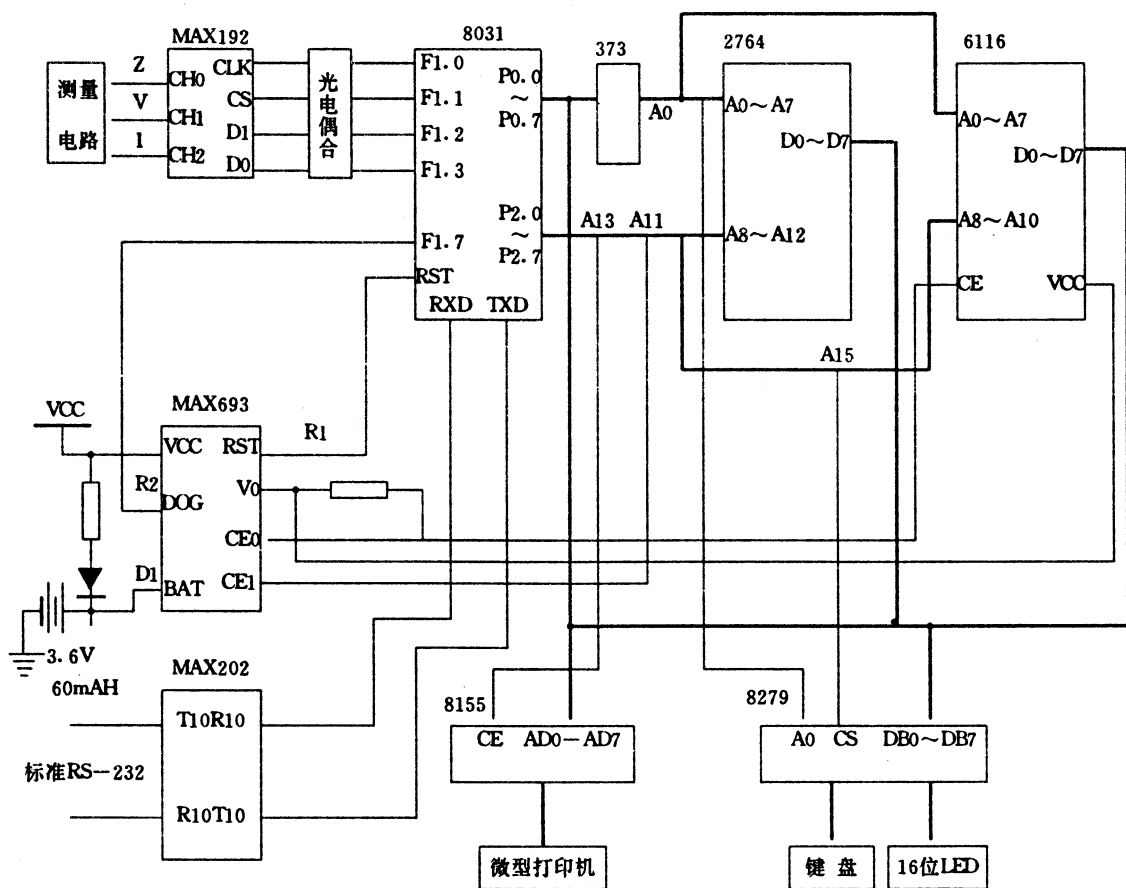 MAX192
8031
373
2764
6116
测量
电路
Z
V
I
CH0
CH1
CH2
CLK
CS
D1
D0
光电偶合
F1.0
F1.1
F1.2
F1.3
F1.7
RST
RXD TXD
P0.0
~
P0.7
P2.0
~
P2.7
A0
A13 A11
A0~A7
D0~D7
A8~A12
A0~A7
D0~D7
A8~A10
CE
VCC
A15
VCC
MAX693
R1
R2
D1
VCC RST
V0
DOG
CE0
BAT
CE1
3.6V
60mAH
MAX202
T10R10
标准RS--232
R10T10
8155
CE AD0-AD7
微型打印机
8279
A0 CS DB0~DB7
键盘
16位LED